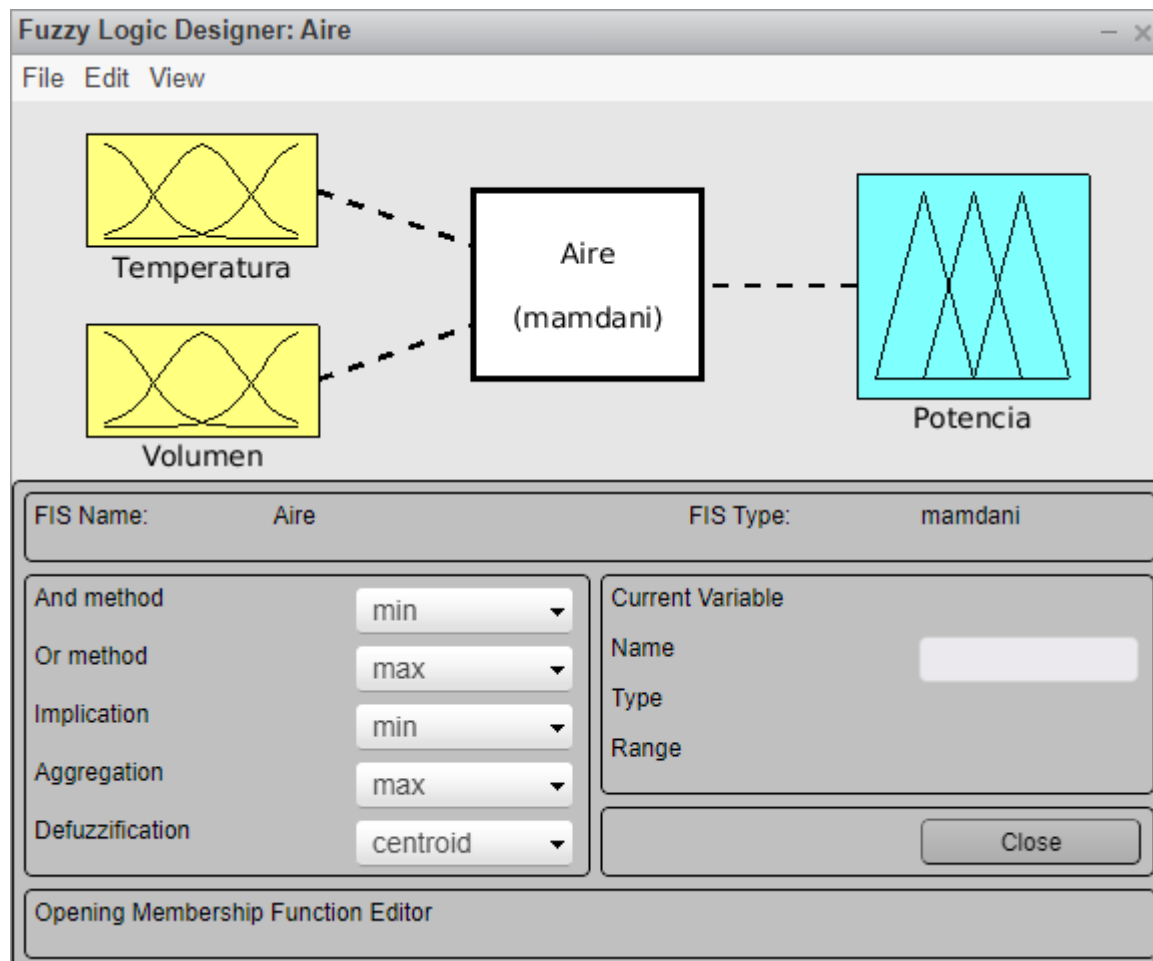 Fuzzy Logic Designer: Aire
File Edit View
Temperatura
Volumen
Aire
(mamdani)
Potencia
FIS Name: Aire FIS Type: mamdani
And method min
Or method max
Implication min
Aggregation max
Defuzzification centroid
Current Variable
Name
Type
Range
Close
Opening Membership Function Editor